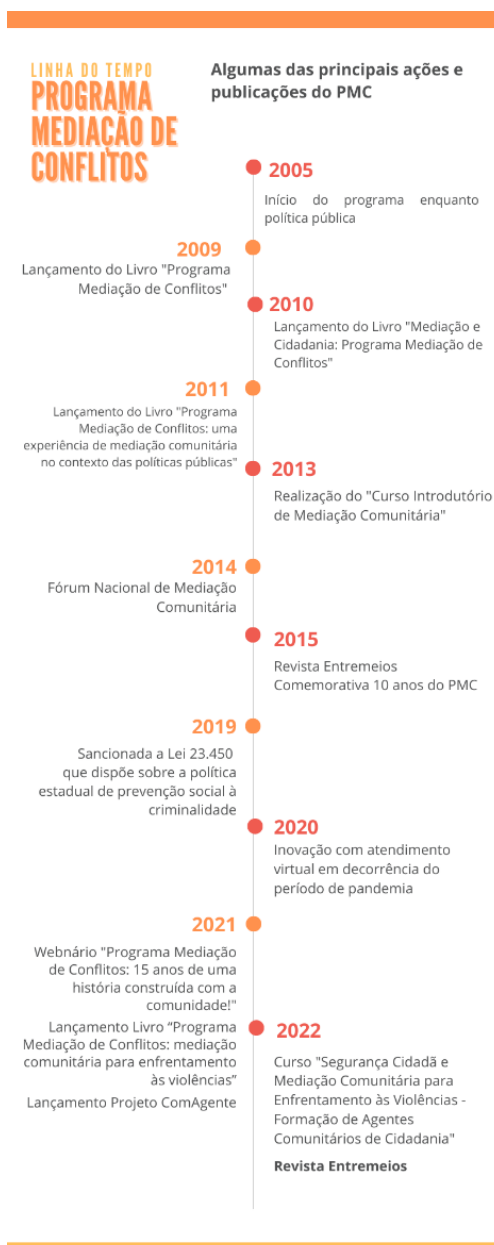 LINHA DO TEMPO
PROGRAMA
MEDIAÇÃO DE
CONFLITOS
Algumas das principais ações e
publicações do PMC
2005
Início do programa enquanto
política pública
2009
Lançamento do Livro "Programa
Mediação de Conflitos"
2010
Lançamento do Livro "Mediação e
Cidadania: Programa Mediação de
Conflitos"
2011
Lançamento do Livro "Programa
Mediação de Conflitos: uma
experiência de mediação comunitária
no contexto das políticas públicas"
2013
Realização do "Curso Introdutório
de Mediação Comunitária"
2014
Fórum Nacional de Mediação
Comunitária
2015
Revista Entremeios
Comemorativa 10 anos do PMC
2019
Sancionada a Lei 23.450
que dispõe sobre a política
estadual de prevenção social à
criminalidade
2020
Inovação com atendimento
virtual em decorrência do
período de pandemia
2021
Webnário "Programa Mediação
de Conflitos: 15 anos de uma
história construída com a
comunidade!"
Lançamento Livro “Programa
Mediação de Conflitos: mediação
comunitária para enfrentamento
às violências”
Lançamento Projeto ComAgente
2022
Curso "Segurança Cidadã e
Mediação Comunitária para
Enfrentamento às Violências -
Formação de Agentes
Comunitários de Cidadania"
Revista Entremeios